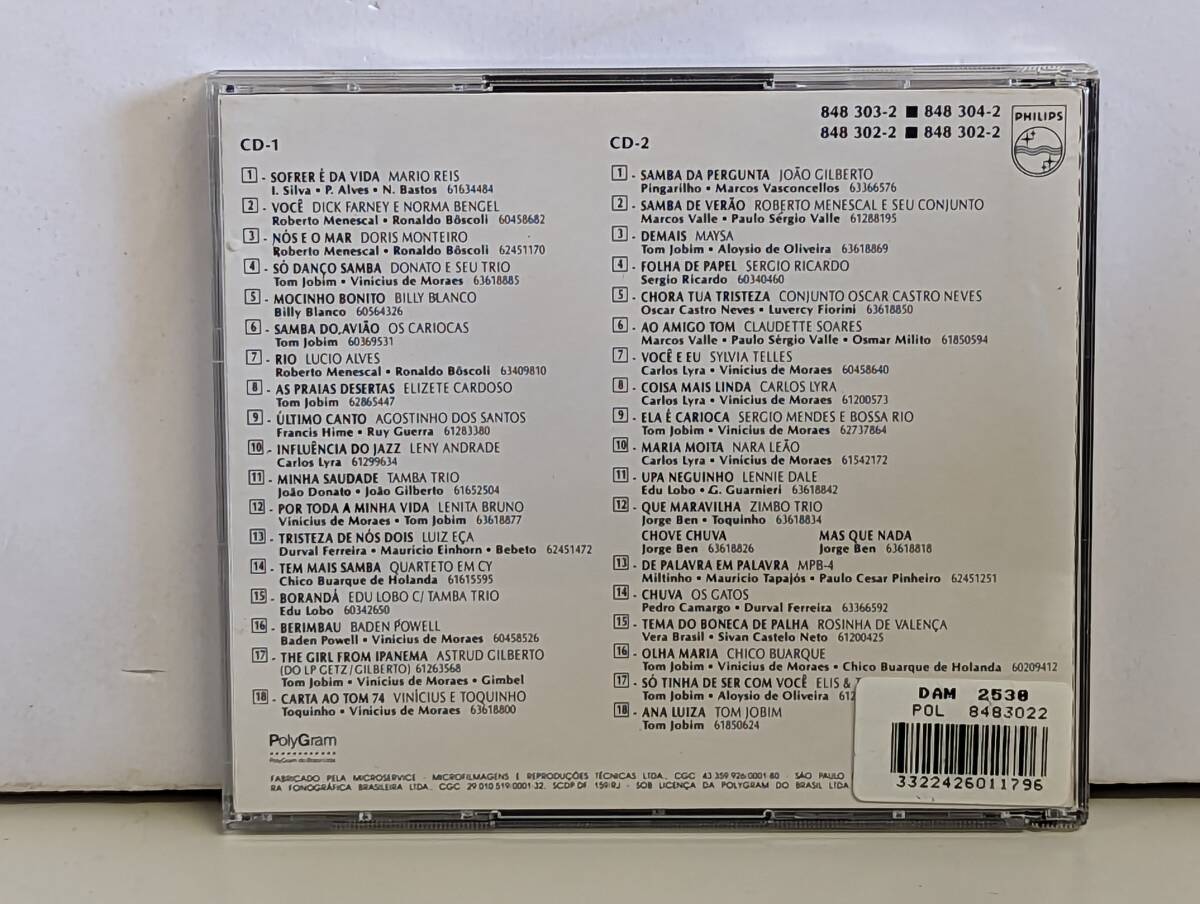 848 303-2 ■ 848 304-2
848 302-2 ■ 848 302-2
PHILIPS
CD-1
1 - SOFRER É DA VIDA MARIO REIS
I. Silva • P. Alves • N. Bastos 61634484
2 - VOCÊ DICK FARNEY E NORMA BENGEL
Roberto Menescal • Ronaldo Bôscoli 60458682
3 - NÓS E O MAR DORIS MONTEIRO
Roberto Menescal • Ronaldo Bôscoli 62451170
4 - SÓ DANÇO SAMBA DONATO E SEU TRIO
Tom Jobim • Vinicius de Moraes 63618885
5 - MOCINHO BONITO BILLY BLANCO
Billy Blanco 60564326
6 - SAMBA DO AVIÃO OS CARIOCAS
Tom Jobim 60369531
7 - RIO LUCIO ALVES
Roberto Menescal • Ronaldo Bôscoli 63409810
8 - AS PRAIAS DESERTAS ELIZETE CARDOSO
Tom Jobim 62865447
9 - ÚLTIMO CANTO AGOSTINHO DOS SANTOS
Francis Hime • Ruy Guerra 61283380
10 - INFLUÊNCIA DO JAZZ LENY ANDRADE
Carlos Lyra 61299634
11 - MINHA SAUDADE TAMBA TRIO
João Donato • João Gilberto 61652504
12 - POR TODA A MINHA VIDA LENITA BRUNO
Vinicius de Moraes • Tom Jobim 63618877
13 - TRISTEZA DE NÓS DOIS LUIZ EÇA
Durval Ferreira • Mauricio Einhorn • Bebeto 62451472
14 - TEM MAIS SAMBA QUARTETO EM CY
Chico Buarque de Holanda 61615595
15 - BORANDÁ EDU LOBO C/ TAMBA TRIO
Edu Lobo 60342650
16 - BERIMBAU BADEN POWELL
Baden Powell • Vinicius de Moraes 60458526
17 - THE GIRL FROM IPANEMA ASTRUD GILBERTO
(DO LP GETZ/GILBERTO) 61263568
Tom Jobim • Vinicius de Moraes • Gimbel
18 - CARTA AO TOM 74 VINÍCIUS E TOQUINHO
Toquinho • Vinicius de Moraes 63618800
CD-2
1 - SAMBA DA PERGUNTA JOÃO GILBERTO
Pingarilho • Marcos Vasconcellos 63366576
2 - SAMBA DE VERÃO ROBERTO MENESCAL E SEU CONJUNTO
Marcos Valle • Paulo Sérgio Valle 61288195
3 - DEMAIS MAYSA
Tom Jobim • Aloysio de Oliveira 63618869
4 - FOLHA DE PAPEL SERGIO RICARDO
Sergio Ricardo 60340460
5 - CHORA TUA TRISTEZA CONJUNTO OSCAR CASTRO NEVES
Oscar Castro Neves • Luvercy Fiorini 63618850
6 - AO AMIGO TOM CLAUDETTE SOARES
Marcos Valle • Paulo Sérgio Valle • Osmar Milito 61850594
7 - VOCÊ E EU SYLVIA TELLES
Carlos Lyra • Vinicius de Moraes 60458640
8 - COISA MAIS LINDA CARLOS LYRA
Carlos Lyra • Vinicius de Moraes 61200573
9 - ELA É CARIOCA SERGIO MENDES E BOSSA RIO
Tom Jobim • Vinicius de Moraes 62737864
10 - MARIA MOITA NARA LEÃO
Carlos Lyra • Vinicius de Moraes 61542172
11 - UPA NEGUINHO LENNIE DALE
Edu Lobo • G. Guarnieri 63618842
12 - QUE MARAVILHA ZIMBO TRIO
Jorge Ben • Toquinho 63618834
CHOVE CHUVA MAS QUE NADA
Jorge Ben 63618826 Jorge Ben 63618818
13 - DE PALAVRA EM PALAVRA MPB-4
Miltinho • Mauricio Tapajós • Paulo Cesar Pinheiro 62451251
14 - CHUVA OS GATOS
Pedro Camargo • Durval Ferreira 63366592
15 - TEMA DO BONECA DE PALHA ROSINHA DE VALENÇA
Vera Brasil • Sivan Castelo Neto 61200425
16 - OLHA MARIA CHICO BUARQUE
Tom Jobim • Vinicius de Moraes • Chico Buarque de Holanda 60209412
17 - SÓ TINHA DE SER COM VOCÊ ELIS &
Tom Jobim • Aloysio de Oliveira
18 - ANA LUIZA TOM JOBIM
Tom Jobim 61850624
DAM 2530
POL 8483022
3322426011796
PolyGram
PolyGram do Brasil Ltda
FABRICADO PELA MICROSERVICE - MICROFILMAGENS E REPRODUÇÕES TÉCNICAS LTDA. CGC 43 359 926/0001 80 - SÃO PAULO
RA FONOGRÁFICA BRASILEIRA LTDA. CGC 29 010 519/0001 32. SCDP DF 159/RJ - SOB LICENÇA DA POLYGRAM DO BRASIL LTDA